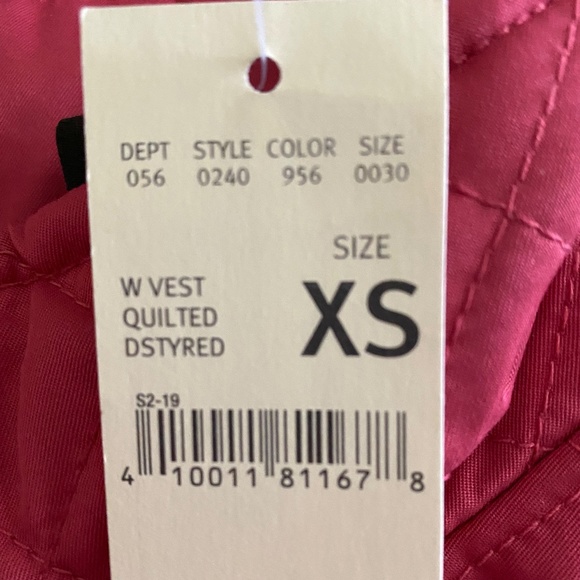 DEPT STYLE COLOR SIZE
056 0240 956 0030
SIZE
XS
W VEST
QUILTED
DSTYRED
S2-19
4 10011 81167 8